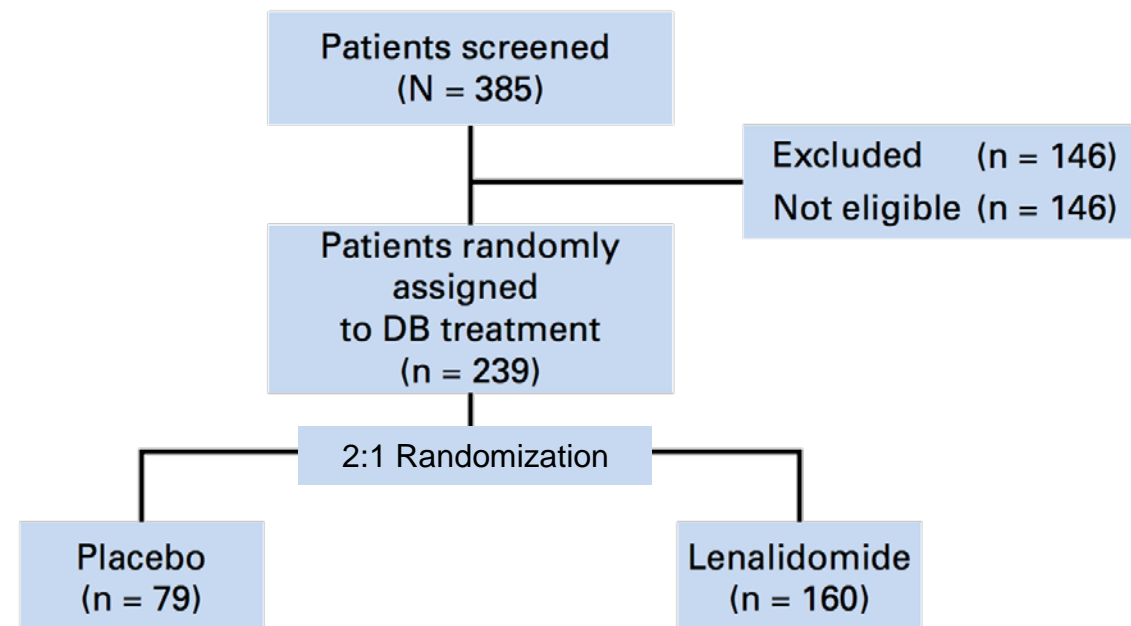 Patients screened
(N = 385)
Excluded (n = 146)
Not eligible (n = 146)
Patients randomly
assigned
to DB treatment
(n = 239)
2:1 Randomization
Placebo
(n = 79)
Lenalidomide
(n = 160)